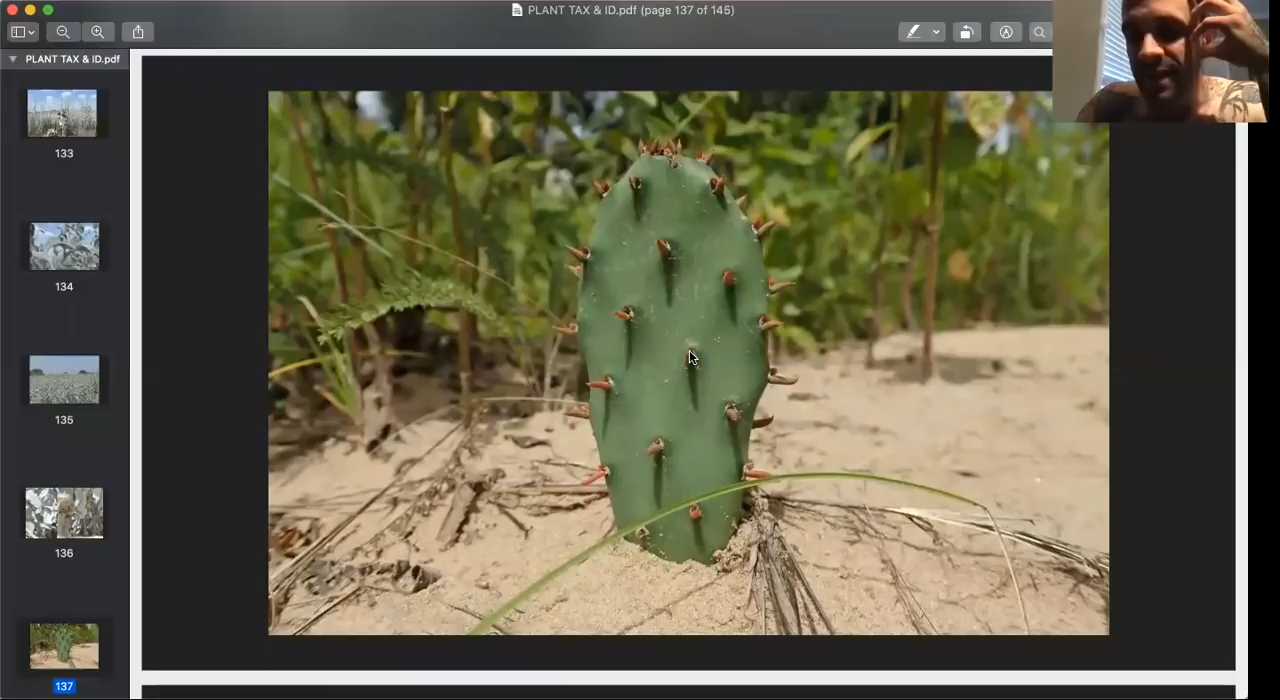 PLANT TAX & ID.pdf (page 137 of 145)
PLANT TAX & ID.pdf
133
134
135
136
137